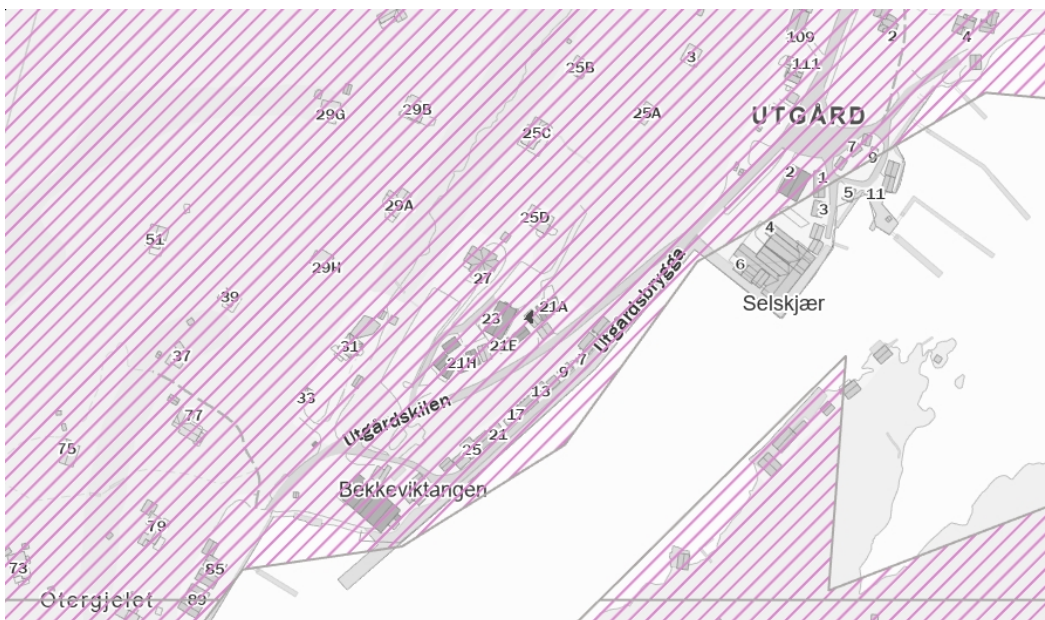 109
2
4
111
3
25B
29G
29B
25A
25C
UTGÅRD
7
9
2
1
5
11
3
29A
25D
4
51
6
29H
27
Selskjær
39
21A
23
Utgårdsbrygga
31
21E
37
21H
7
9
13
33
Utgårdskilen
77
17
21
75
25
Bekkeviktangen
79
73
85
Otergjelet
89